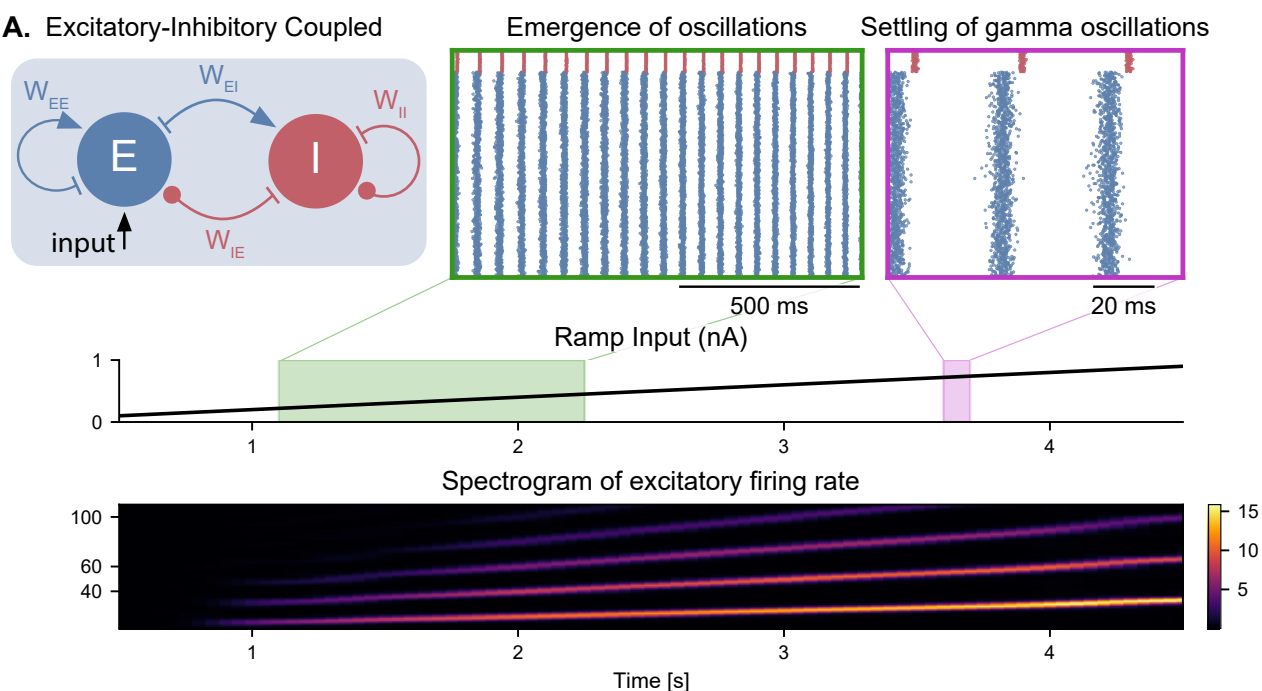 A. Excitatory-Inhibitory Coupled
Emergence of oscillations
Settling of gamma oscillations
W_EE
W_EI
W_II
E
I
W_IE
input
500 ms
20 ms
Ramp Input (nA)
1
0
1 2 3 4
Spectrogram of excitatory firing rate
100
60
40
15
10
5
1 2 3 4
Time [s]